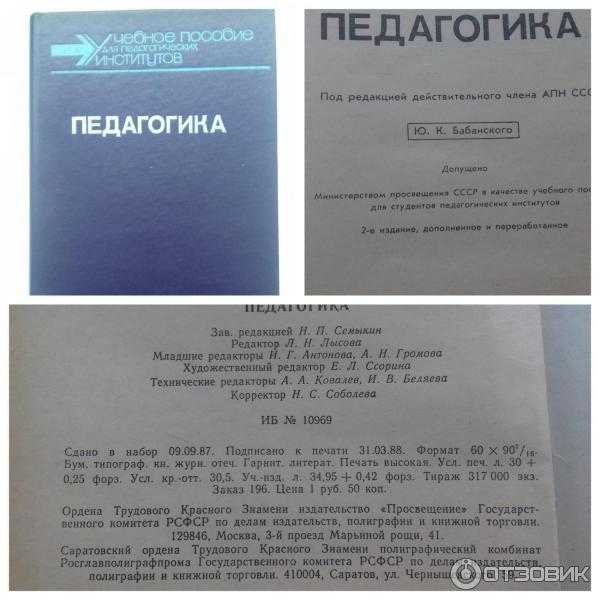 Учебное пособие
для педагогических
институтов
ПЕДАГОГИКА
ПЕДАГОГИКА
Под редакцией действительного члена АПН ССС
Ю. К. Бабанского
Допущено
Министерством просвещения СССР в качестве учебного пос
для студентов педагогических институтов
2-е издание, дополненное и переработанное
ПЕДАГОГИКА
Зав. редакцией Н. П. Семыкин
Редактор Л. Н. Лысова
Младшие редакторы И. Г. Антонова, А. Н. Громова
Художественный редактор Е. Л. Ссорина
Технические редакторы А. А. Ковалев, И. В. Беляева
Корректор Н. С. Соболева
ИБ № 10969
Сдано в набор 09.09.87. Подписано к печати 31.03.88. Формат 60 × 90¹/₁₆.
Бум. типограф. кн. журн. отеч. Гарнит. литерат. Печать высокая. Усл. печ. л. 30 +
0,25 форз. Усл. кр.-отт. 30,5. Уч.-изд. л. 34,95 + 0,42 форз. Тираж 317 000 экз.
Заказ 196. Цена 1 руб. 50 коп.
Ордена Трудового Красного Знамени издательство «Просвещение» Государст-
венного комитета РСФСР по делам издательств, полиграфии и книжной торговли.
129846, Москва, 3-й проезд Марьиной рощи, 41.
Саратовский ордена Трудового Красного Знамени полиграфический комбинат
Росглавполиграфпрома Государственного комитета РСФСР по делам издательств,
полиграфии и книжной торговли. 410004, Саратов, ул.
ОТЗОВИК